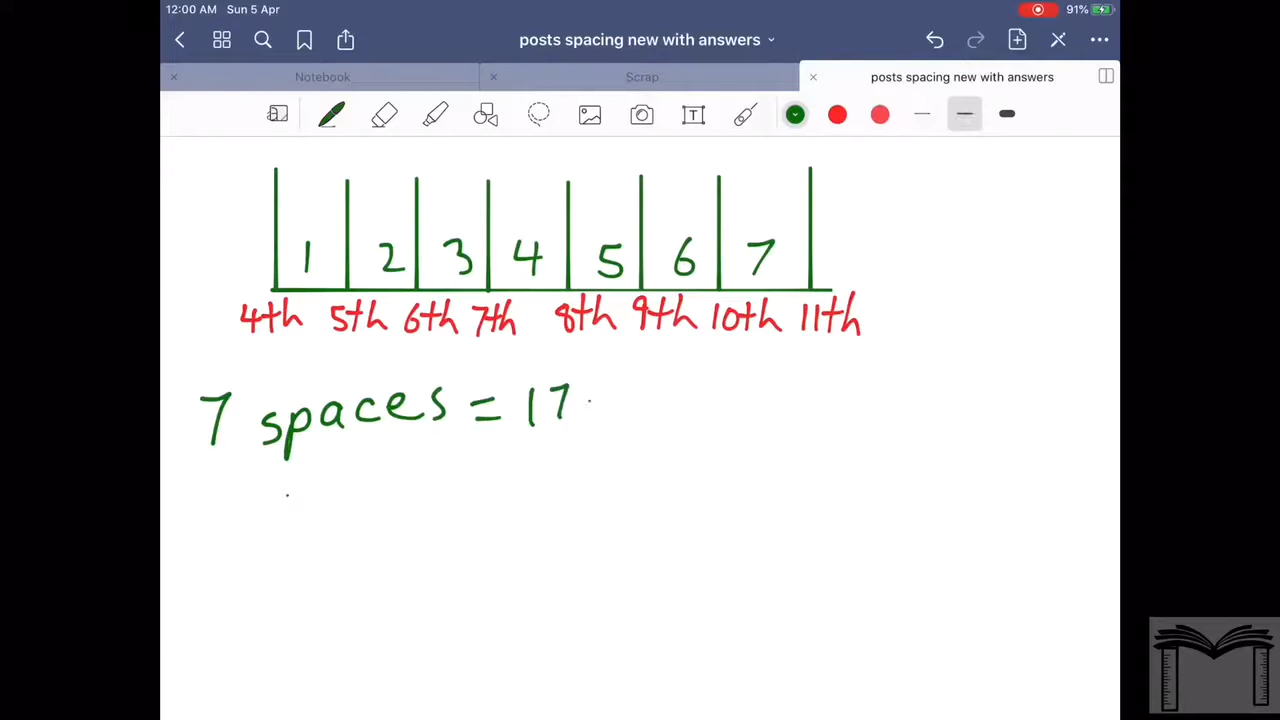 12:00 AM Sun 5 Apr 91%
posts spacing new with answers
Notebook Scrap posts spacing new with answers
T
1 2 3 4 5 6 7
4th 5th 6th 7th 8th 9th 10th 11th
7 spaces = 17